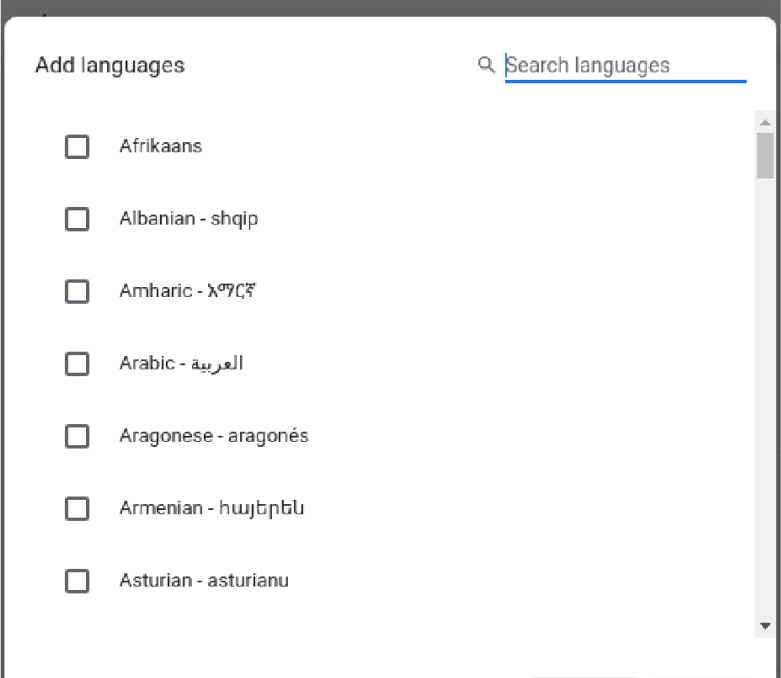 Add languages
Search languages
Afrikaans
Albanian - shqip
Amharic - አማርኛ
Arabic - العربية
Aragonese - aragonés
Armenian - հայերեն
Asturian - asturianu